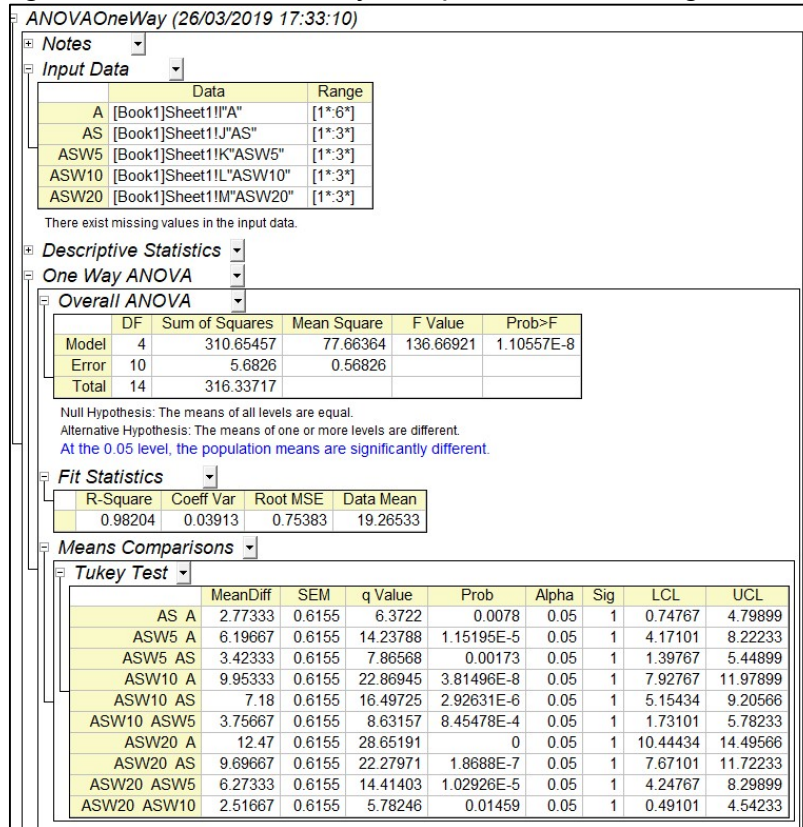 ANOVAOneWay (26/03/2019 17:33:10)
Notes
Input Data
Data Range
A [Book1]Sheet1!I"A" [1*:6*]
AS [Book1]Sheet1!J"AS" [1*:3*]
ASW5 [Book1]Sheet1!K"ASW5" [1*:3*]
ASW10 [Book1]Sheet1!L"ASW10" [1*:3*]
ASW20 [Book1]Sheet1!M"ASW20" [1*:3*]
There exist missing values in the input data.
Descriptive Statistics
One Way ANOVA
Overall ANOVA
DF Sum of Squares Mean Square F Value Prob>F
Model 4 310.65457 77.66364 136.66921 1.10557E-8
Error 10 5.6826 0.56826
Total 14 316.33717
Null Hypothesis: The means of all levels are equal.
Alternative Hypothesis: The means of one or more levels are different.
At the 0.05 level, the population means are significantly different.
Fit Statistics
R-Square Coeff Var Root MSE Data Mean
0.98204 0.03913 0.75383 19.26533
Means Comparisons
Tukey Test
MeanDiff SEM q Value Prob Alpha Sig LCL UCL
AS A 2.77333 0.6155 6.3722 0.0078 0.05 1 0.74767 4.79899
ASW5 A 6.19667 0.6155 14.23788 1.15195E-5 0.05 1 4.17101 8.22233
ASW5 AS 3.42333 0.6155 7.86568 0.00173 0.05 1 1.39767 5.44899
ASW10 A 9.95333 0.6155 22.86945 3.81496E-8 0.05 1 7.92767 11.97899
ASW10 AS 7.18 0.6155 16.49725 2.92631E-6 0.05 1 5.15434 9.20566
ASW10 ASW5 3.75667 0.6155 8.63157 8.45478E-4 0.05 1 1.73101 5.78233
ASW20 A 12.47 0.6155 28.65191 0 0.05 1 10.44434 14.49566
ASW20 AS 9.69667 0.6155 22.27971 1.8688E-7 0.05 1 7.67101 11.72233
ASW20 ASW5 6.27333 0.6155 14.41403 1.02926E-5 0.05 1 4.24767 8.29899
ASW20 ASW10 2.51667 0.6155 5.78246 0.01459 0.05 1 0.49101 4.54233